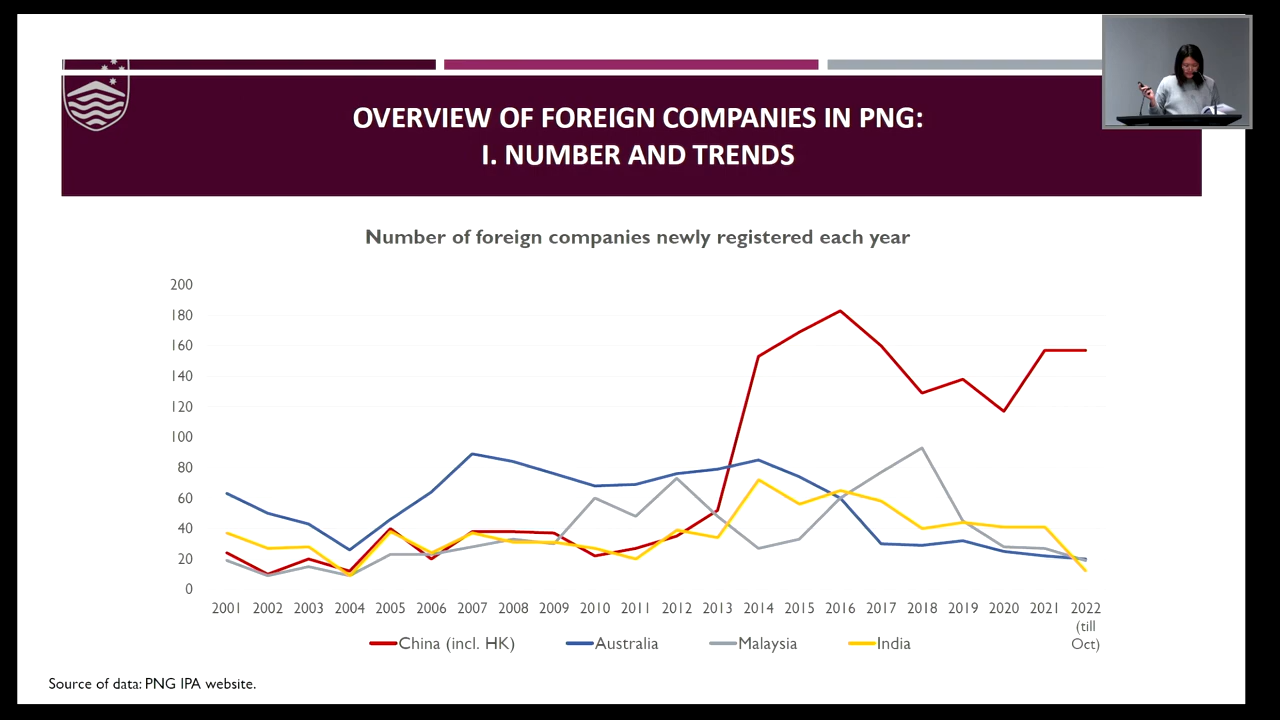 OVERVIEW OF FOREIGN COMPANIES IN PNG:
I. NUMBER AND TRENDS
Number of foreign companies newly registered each year
200
180
160
140
120
100
80
60
40
20
0
2001 2002 2003 2004 2005 2006 2007 2008 2009 2010 2011 2012 2013 2014 2015 2016 2017 2018 2019 2020 2021 2022
(till
Oct)
China (incl. HK) Australia Malaysia India
Source of data: PNG IPA website.